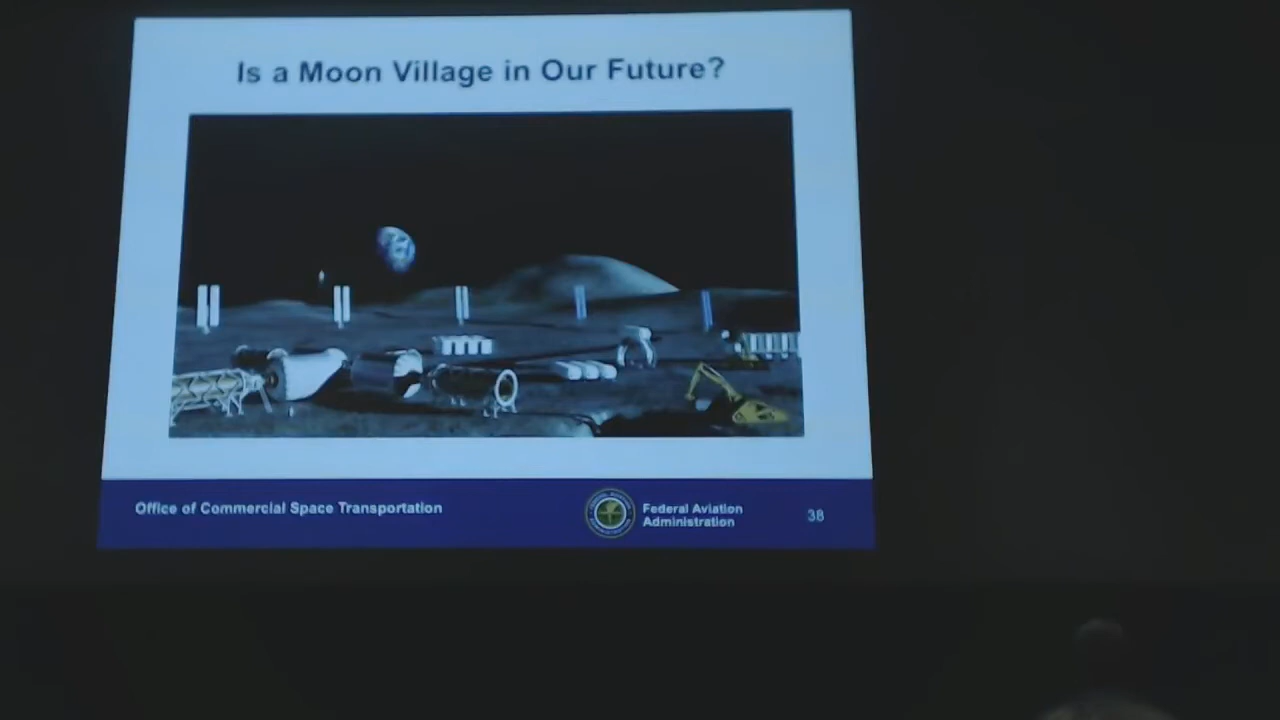 Is a Moon Village in Our Future?
Office of Commercial Space Transportation
Federal Aviation
Administration
38